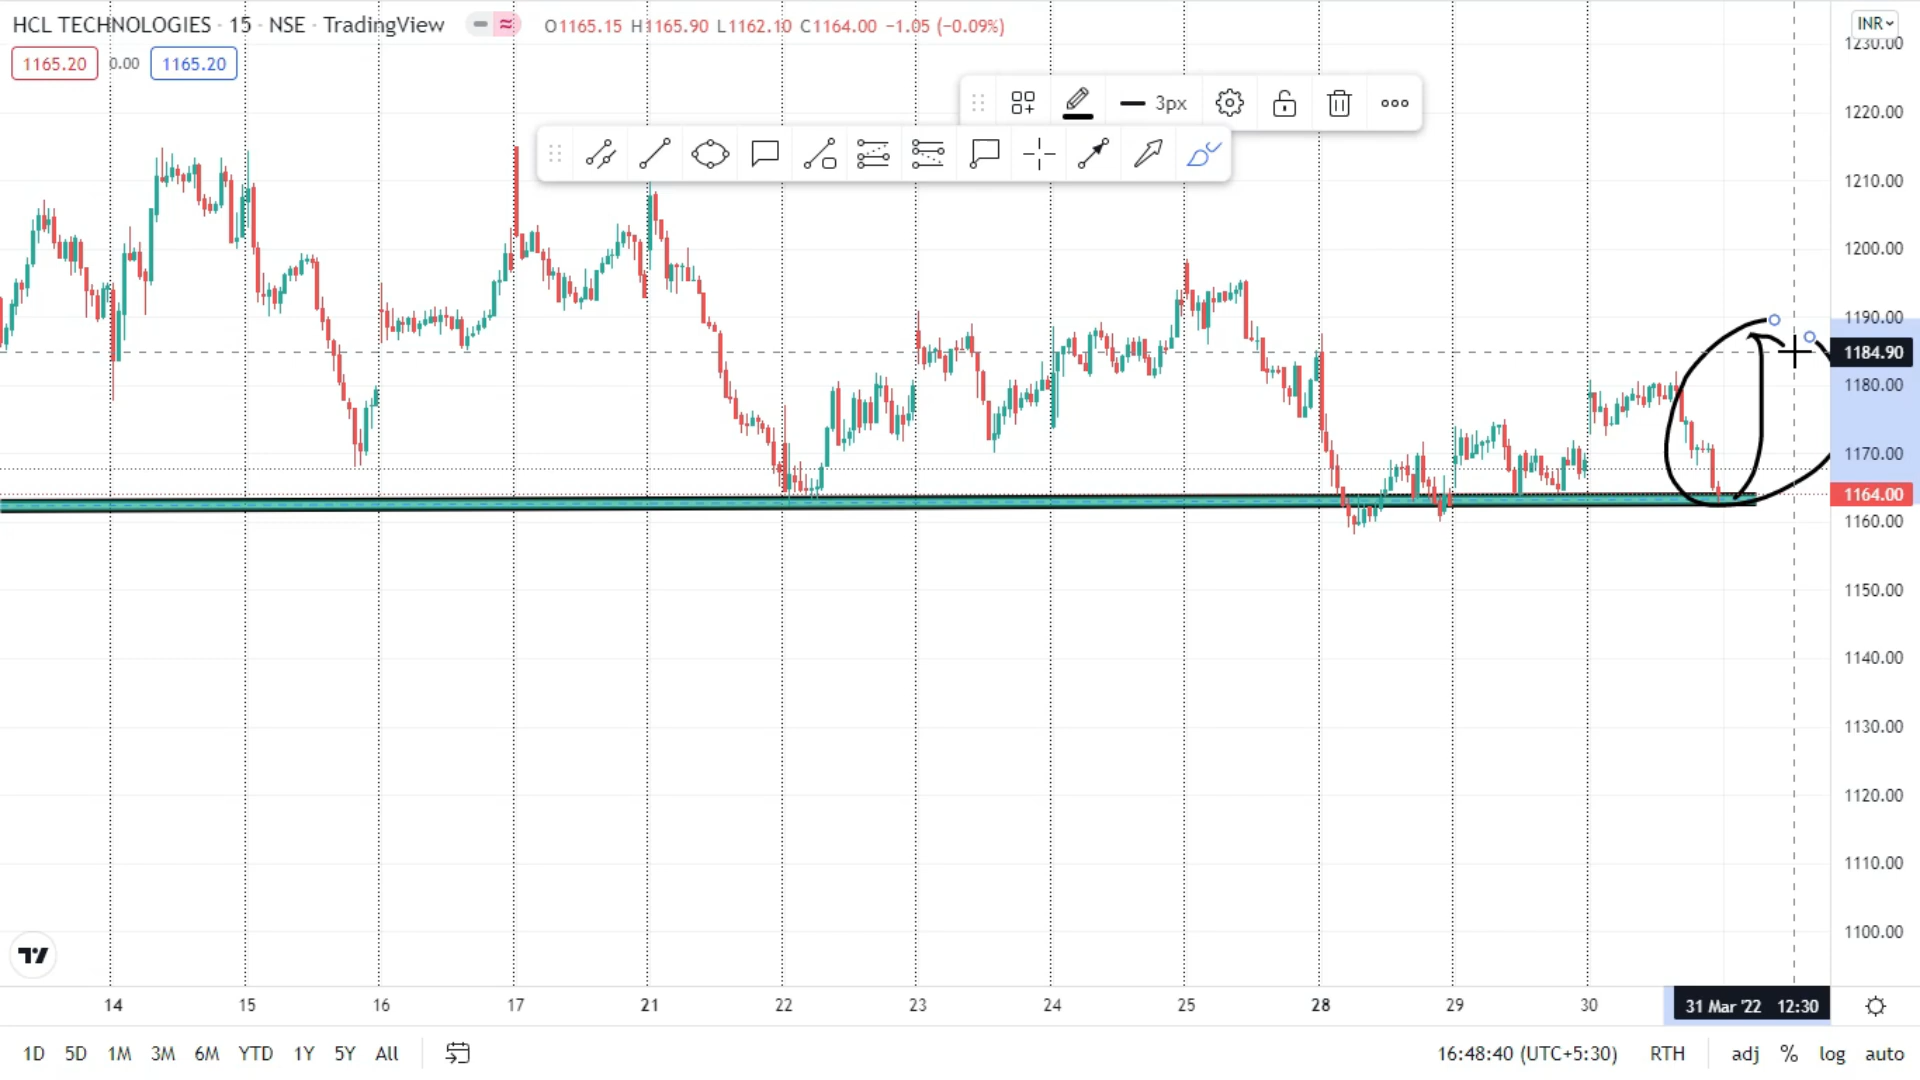 HCL TECHNOLOGIES · 15 · NSE · TradingView O1165.15 H1165.90 L1162.10 C1164.00 −1.05 (−0.09%)
INR
1165.20 0.00 1165.20
3px
1230.00
1220.00
1210.00
1200.00
1190.00
1184.90
1180.00
1170.00
1164.00
1160.00
1150.00
1140.00
1130.00
1120.00
1110.00
1100.00
14 15 16 17 21 22 23 24 25 28 29 30 31 Mar '22 12:30
1D 5D 1M 3M 6M YTD 1Y 5Y All 16:48:40 (UTC+5:30) RTH adj % log auto